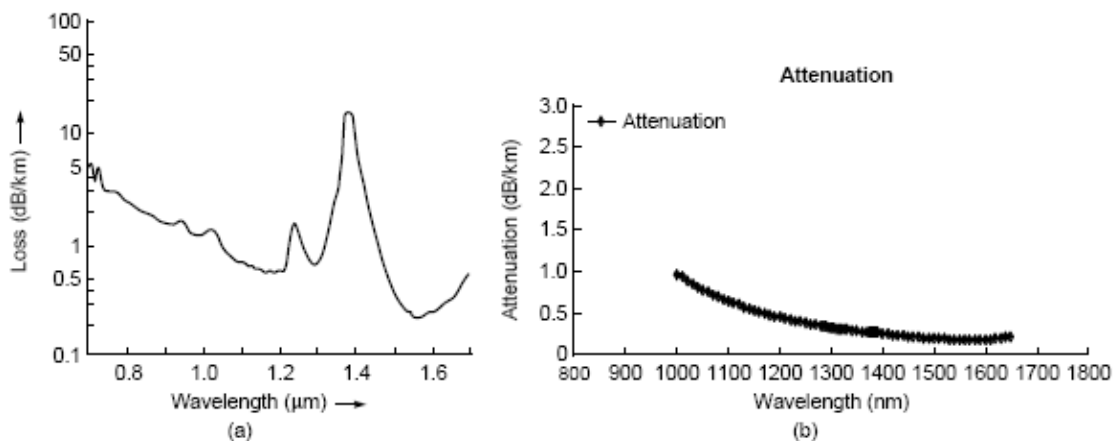 100
50
10
5
1
0.5
0.1
Loss (dB/km)
0.8 1.0 1.2 1.4 1.6
Wavelength (µm)
(a)
Attenuation
3.0
2.5
2.0
1.5
1.0
0.5
0
Attenuation
Attenuation (dB/km)
800 900 1000 1100 1200 1300 1400 1500 1600 1700 1800
Wavelength (nm)
(b)